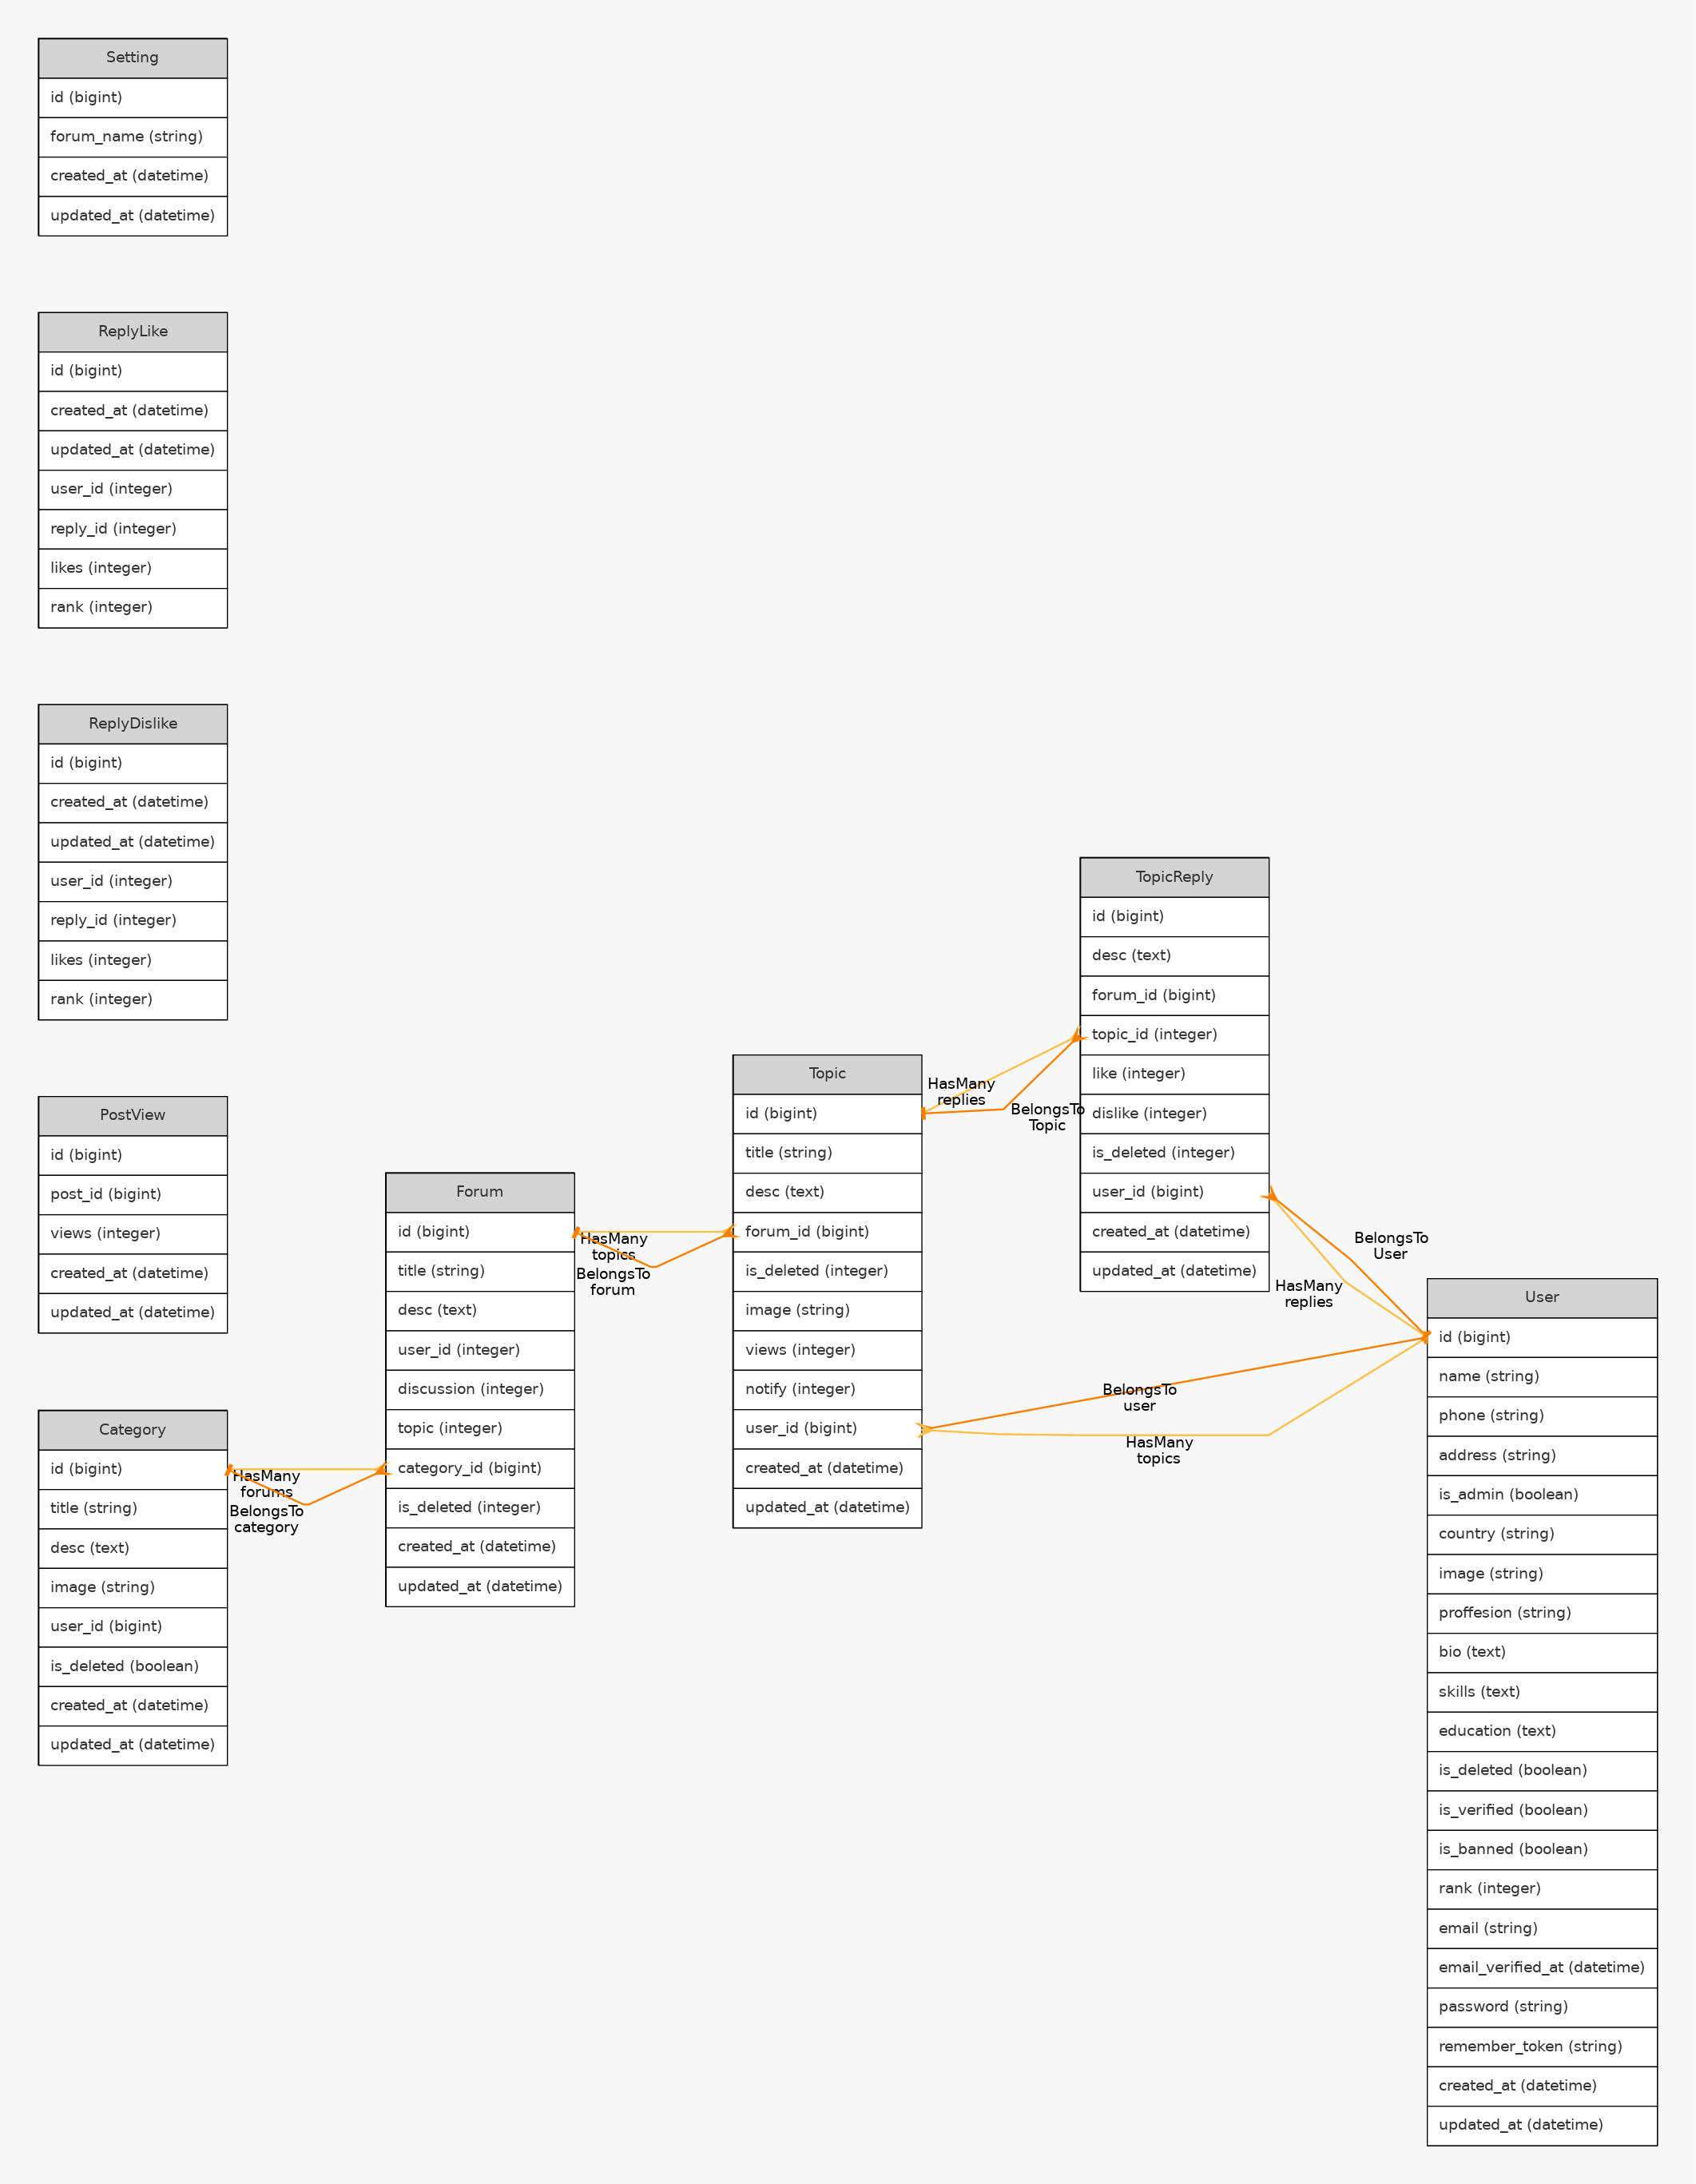 Setting
id (bigint)
forum_name (string)
created_at (datetime)
updated_at (datetime)
ReplyLike
id (bigint)
created_at (datetime)
updated_at (datetime)
user_id (integer)
reply_id (integer)
likes (integer)
rank (integer)
ReplyDislike
id (bigint)
created_at (datetime)
updated_at (datetime)
user_id (integer)
reply_id (integer)
likes (integer)
rank (integer)
PostView
id (bigint)
post_id (bigint)
views (integer)
created_at (datetime)
updated_at (datetime)
Category
id (bigint)
title (string)
desc (text)
image (string)
user_id (bigint)
is_deleted (boolean)
created_at (datetime)
updated_at (datetime)
HasMany
forums
BelongsTo
category
Forum
id (bigint)
title (string)
desc (text)
user_id (integer)
discussion (integer)
topic (integer)
category_id (bigint)
is_deleted (integer)
created_at (datetime)
updated_at (datetime)
HasMany
topics
BelongsTo
forum
Topic
id (bigint)
title (string)
desc (text)
forum_id (bigint)
is_deleted (integer)
image (string)
views (integer)
notify (integer)
user_id (bigint)
created_at (datetime)
updated_at (datetime)
HasMany
replies
BelongsTo
Topic
TopicReply
id (bigint)
desc (text)
forum_id (bigint)
topic_id (integer)
like (integer)
dislike (integer)
is_deleted (integer)
user_id (bigint)
created_at (datetime)
updated_at (datetime)
BelongsTo
User
HasMany
replies
BelongsTo
user
HasMany
topics
User
id (bigint)
name (string)
phone (string)
address (string)
is_admin (boolean)
country (string)
image (string)
proffesion (string)
bio (text)
skills (text)
education (text)
is_deleted (boolean)
is_verified (boolean)
is_banned (boolean)
rank (integer)
email (string)
email_verified_at (datetime)
password (string)
remember_token (string)
created_at (datetime)
updated_at (datetime)